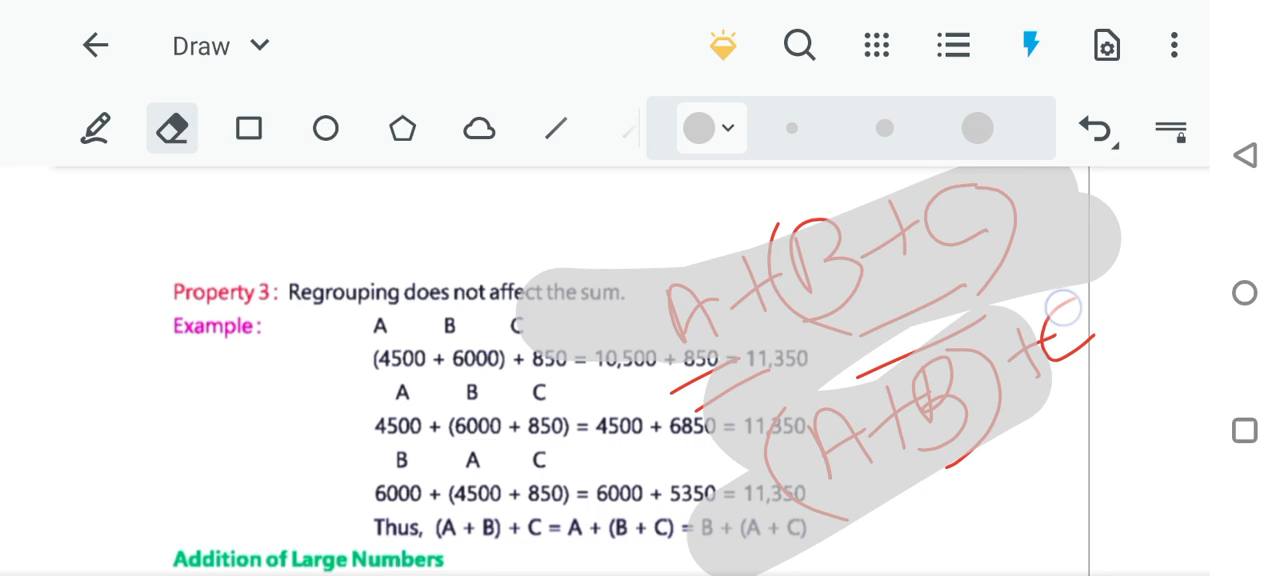 Draw
A+(B+C)
Property 3: Regrouping does not affect the sum.
Example:
A B C
(4500 + 6000) + 850 = 10,500 + 850 = 11,350
A B C
4500 + (6000 + 850) = 4500 + 6850 = 11,350
(A+B)+C
B A C
6000 + (4500 + 850) = 6000 + 5350 = 11,350
Thus, (A + B) + C = A + (B + C) = B + (A + C)
Addition of Large Numbers